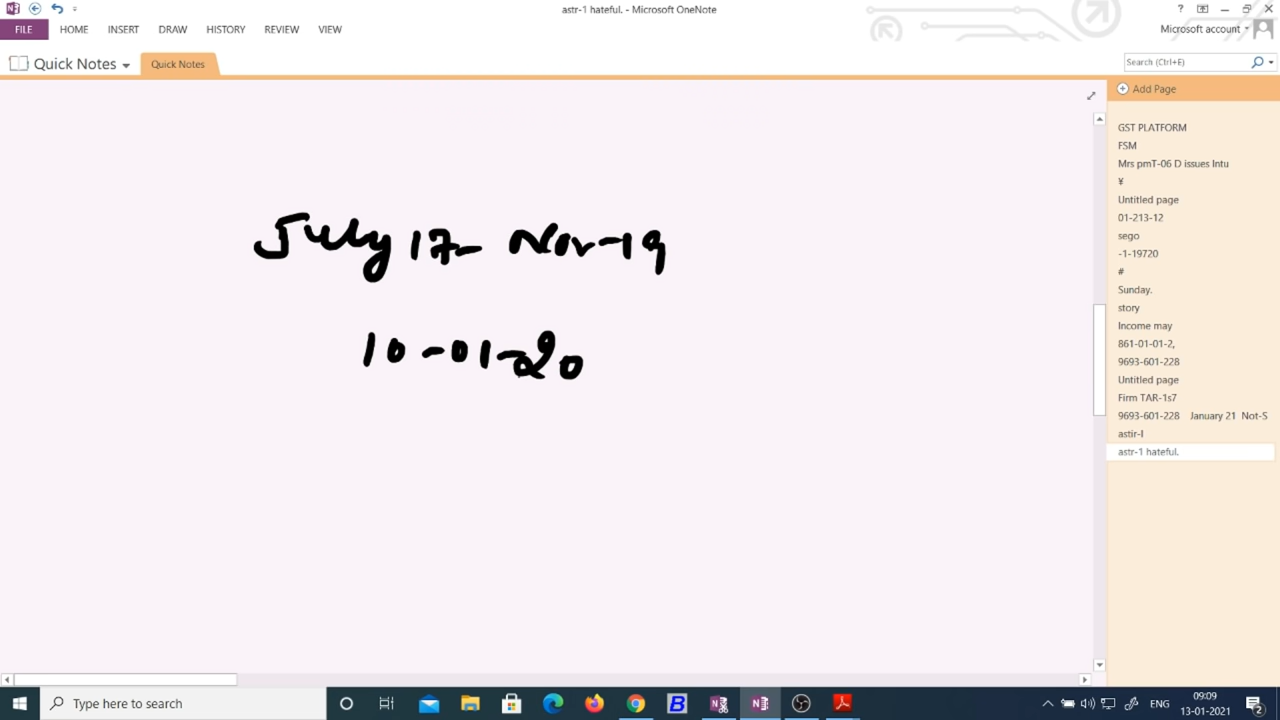 astr-1 hateful. - Microsoft OneNote
Microsoft account
FILE HOME INSERT DRAW HISTORY REVIEW VIEW
Quick Notes
Quick Notes
Search (Ctrl+E)
Add Page
GST PLATFORM
FSM
Mrs pmT-06 D issues Intu
¥
Untitled page
01-213-12
sego
-1-19720
#
Sunday.
story
Income may
861-01-01-2,
9693-601-228
Untitled page
Firm TAR-1s7
9693-601-228 January 21 Not-S
astir-I
astr-1 hateful.
July 17- Nov-19
10-01-20
Type here to search
ENG
09:09
13-01-2021
2